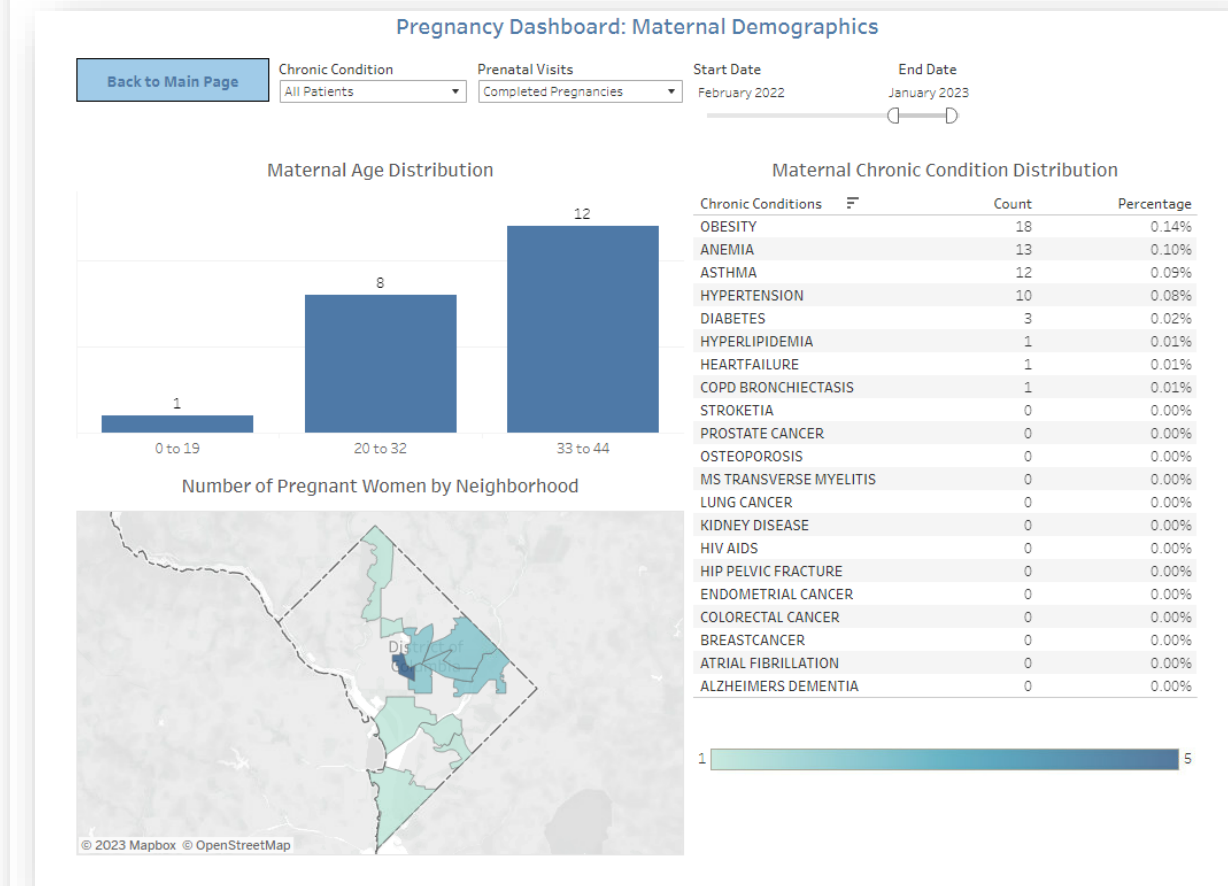 Pregnancy Dashboard: Maternal Demographics
Back to Main Page
Chronic Condition
All Patients
Prenatal Visits
Completed Pregnancies
Start Date
February 2022
End Date
January 2023
Maternal Age Distribution
1
8
12
0 to 19
20 to 32
33 to 44
Number of Pregnant Women by Neighborhood
District of
Columbia
© 2023 Mapbox © OpenStreetMap
Maternal Chronic Condition Distribution
Chronic Conditions Count Percentage
OBESITY 18 0.14%
ANEMIA 13 0.10%
ASTHMA 12 0.09%
HYPERTENSION 10 0.08%
DIABETES 3 0.02%
HYPERLIPIDEMIA 1 0.01%
HEARTFAILURE 1 0.01%
COPD BRONCHIECTASIS 1 0.01%
STROKETIA 0 0.00%
PROSTATE CANCER 0 0.00%
OSTEOPOROSIS 0 0.00%
MS TRANSVERSE MYELITIS 0 0.00%
LUNG CANCER 0 0.00%
KIDNEY DISEASE 0 0.00%
HIV AIDS 0 0.00%
HIP PELVIC FRACTURE 0 0.00%
ENDOMETRIAL CANCER 0 0.00%
COLORECTAL CANCER 0 0.00%
BREASTCANCER 0 0.00%
ATRIAL FIBRILLATION 0 0.00%
ALZHEIMERS DEMENTIA 0 0.00%
1 5